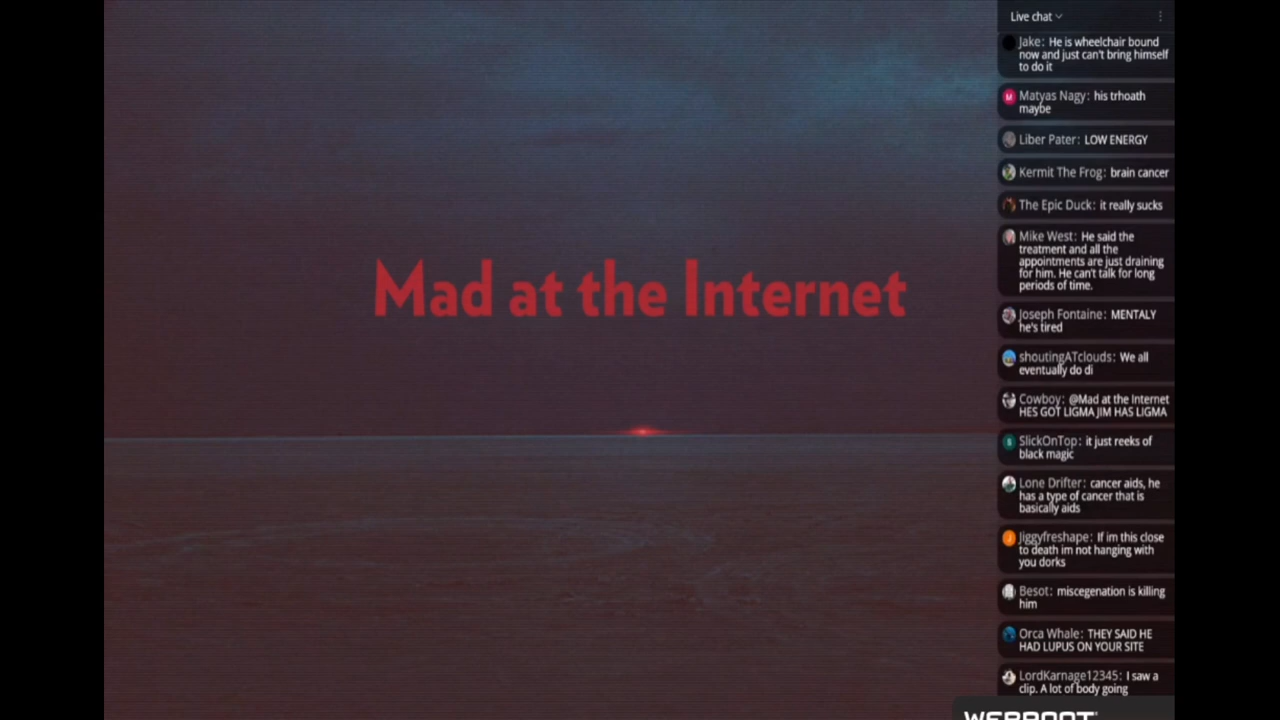 Mad at the Internet
Live chat
Jake: He is wheelchair bound
now and just can't bring himself
to do it
Matyas Nagy: his trhoath
maybe
Liber Pater: LOW ENERGY
Kermit The Frog: brain cancer
The Epic Duck: it really sucks
Mike West: He said the
treatment and all the
appointments are just draining
for him. He can't talk for long
periods of time.
Joseph Fontaine: MENTALY
he's tired
shoutingATclouds: We all
eventually do di
Cowboy: @Mad at the Internet
HES GOT LIGMA JIM HAS LIGMA
SlickOnTop: it just reeks of
black magic
Lone Drifter: cancer aids, he
has a type of cancer that is
basically aids
Jiggyfreshape: If im this close
to death im not hanging with
you dorks
Besot: miscegenation is killing
him
Orca Whale: THEY SAID HE
HAD LUPUS ON YOUR SITE
LordKarnage12345: I saw a
clip. A lot of body going
WEBROOT